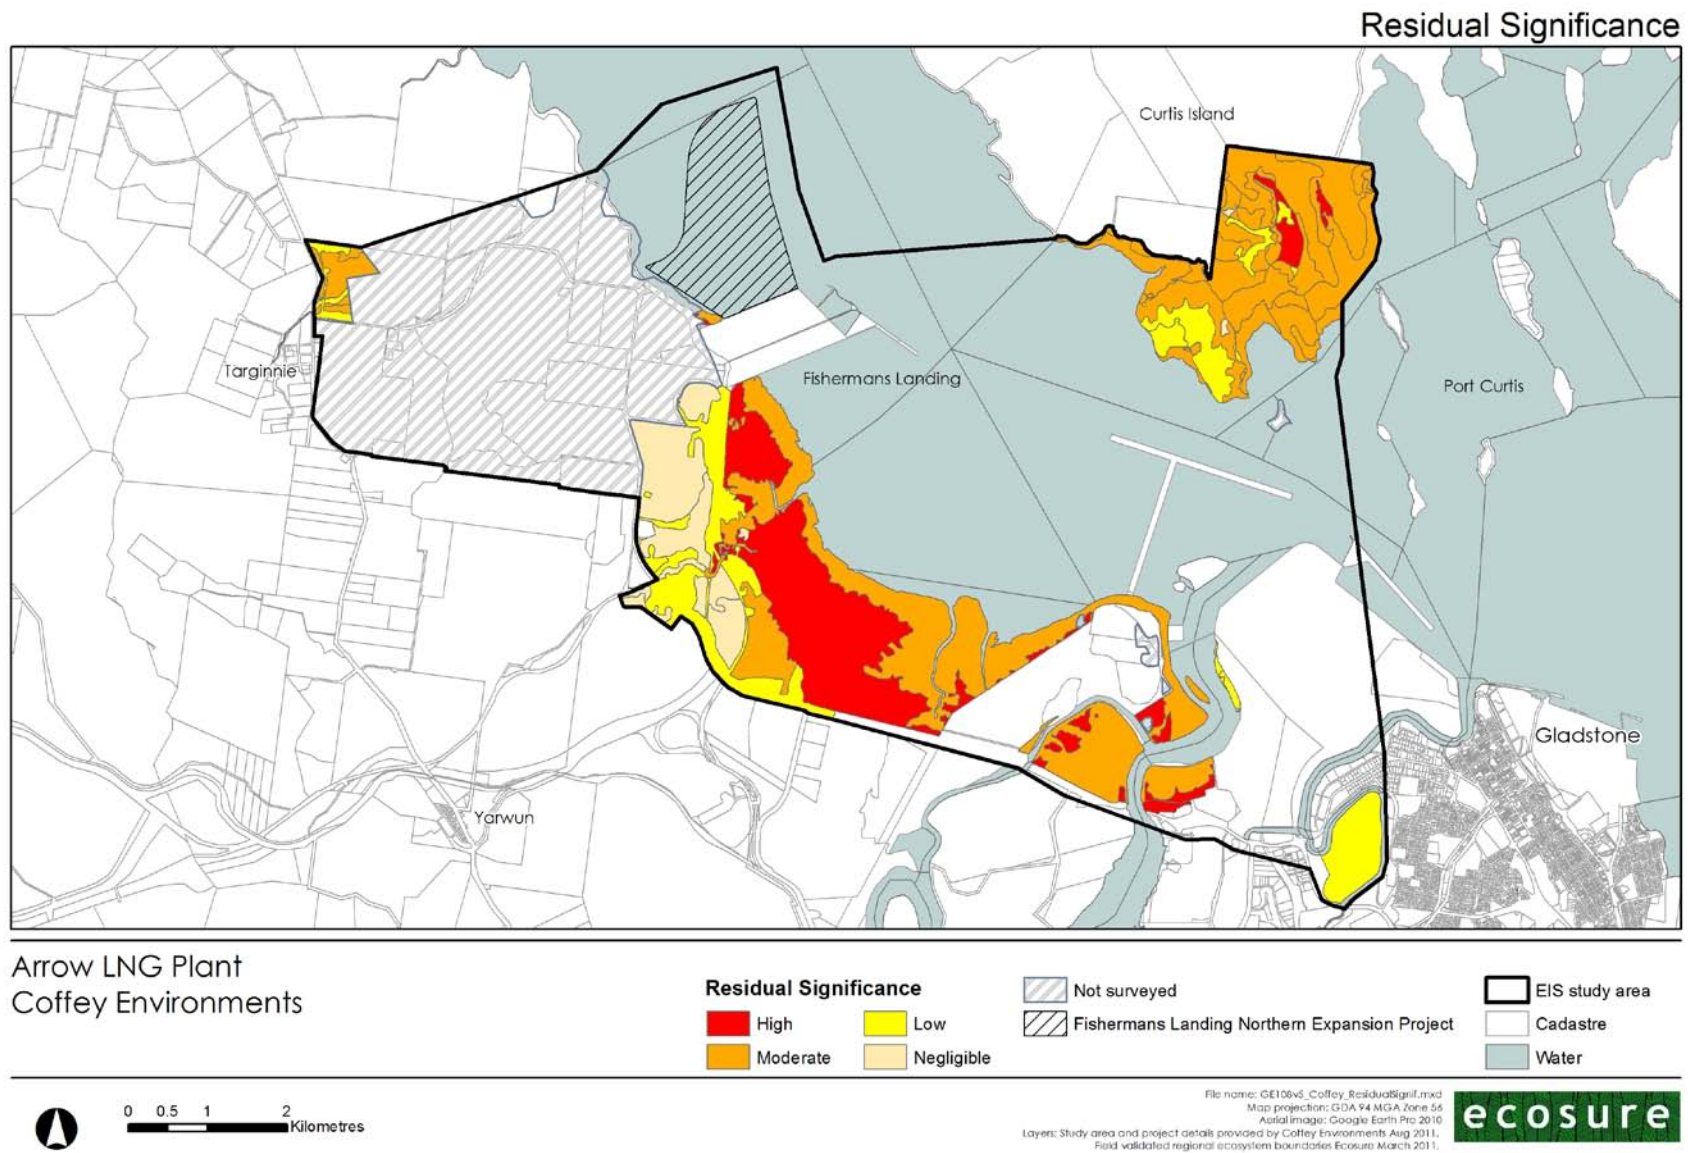 Residual Significance
Curtis Island
Targinnie
Fishermans Landing
Port Curtis
Gladstone
Yarwun
Arrow LNG Plant
Coffey Environments
Residual Significance
High
Moderate
Low
Negligible
Not surveyed
Fishermans Landing Northern Expansion Project
EIS study area
Cadastre
Water
0 0.5 1 2
Kilometres
File name: GE108v5_Coffey_ResidualSignif.mxd
Map projection: GDA 94 MGA Zone 56
Aerial image: Google Earth Pro 2010
Layers: Study area and project details provided by Coffey Environments Aug 2011.
Field validated regional ecosystem boundaries Ecosure March 2011.
ecosure